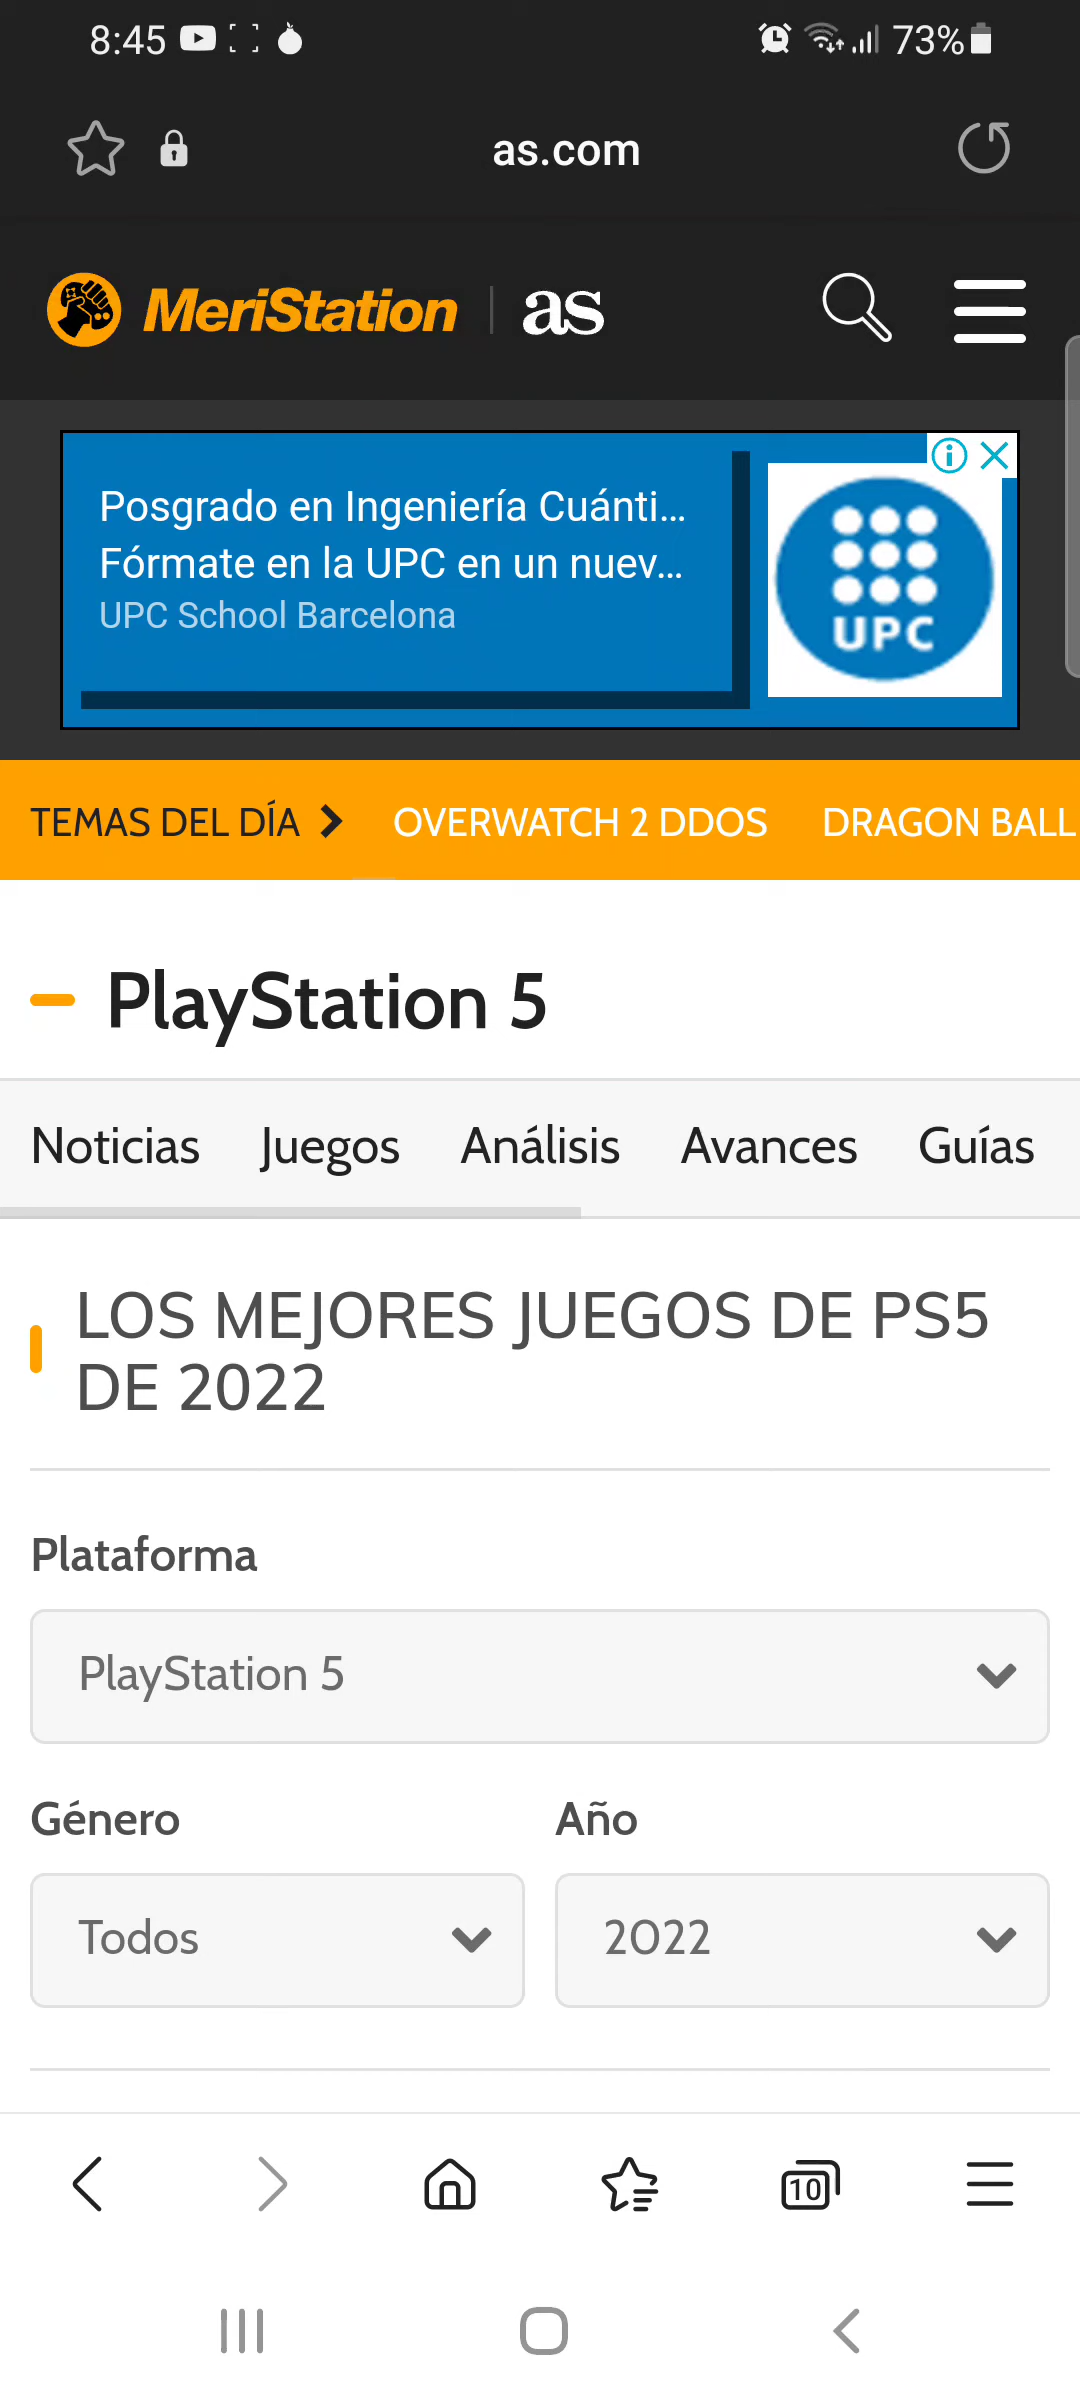 8:45
73%
as.com
MeriStation | as
Posgrado en Ingeniería Cuánti...
Fórmate en la UPC en un nuev...
UPC School Barcelona
UPC
TEMAS DEL DÍA
OVERWATCH 2 DDOS
DRAGON BALL
PlayStation 5
Noticias
Juegos
Análisis
Avances
Guías
LOS MEJORES JUEGOS DE PS5
DE 2022
Plataforma
PlayStation 5
Género
Año
Todos
2022
10